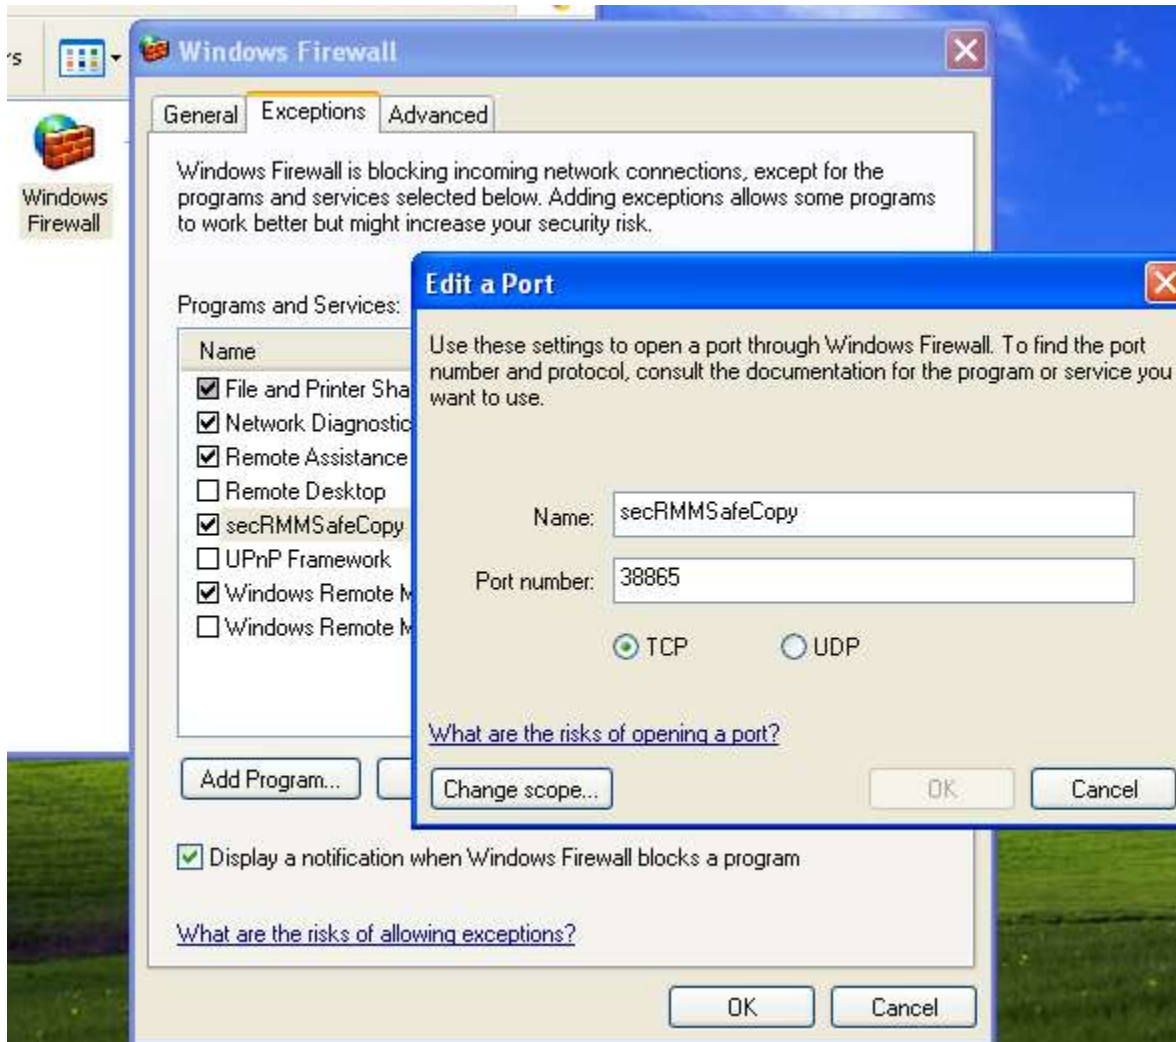 Windows Firewall
General Exceptions Advanced
Windows
Firewall
Windows Firewall is blocking incoming network connections, except for the
programs and services selected below. Adding exceptions allows some programs
to work better but might increase your security risk.
Programs and Services:
Name
File and Printer Sha
Network Diagnostic
Remote Assistance
Remote Desktop
secRMMSafeCopy
UPnP Framework
Windows Remote M
Windows Remote M
Add Program...
Edit a Port
Use these settings to open a port through Windows Firewall. To find the port
number and protocol, consult the documentation for the program or service you
want to use.
Name: secRMMSafeCopy
Port number: 38865
TCP UDP
What are the risks of opening a port?
Change scope... OK Cancel
Display a notification when Windows Firewall blocks a program
What are the risks of allowing exceptions?
OK Cancel